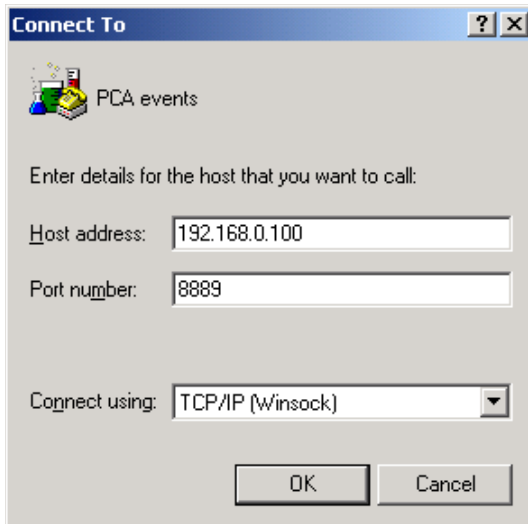 Connect To
PCA events
Enter details for the host that you want to call:
Host address: 192.168.0.100
Port number: 8889
Connect using: TCP/IP (Winsock)
OK Cancel